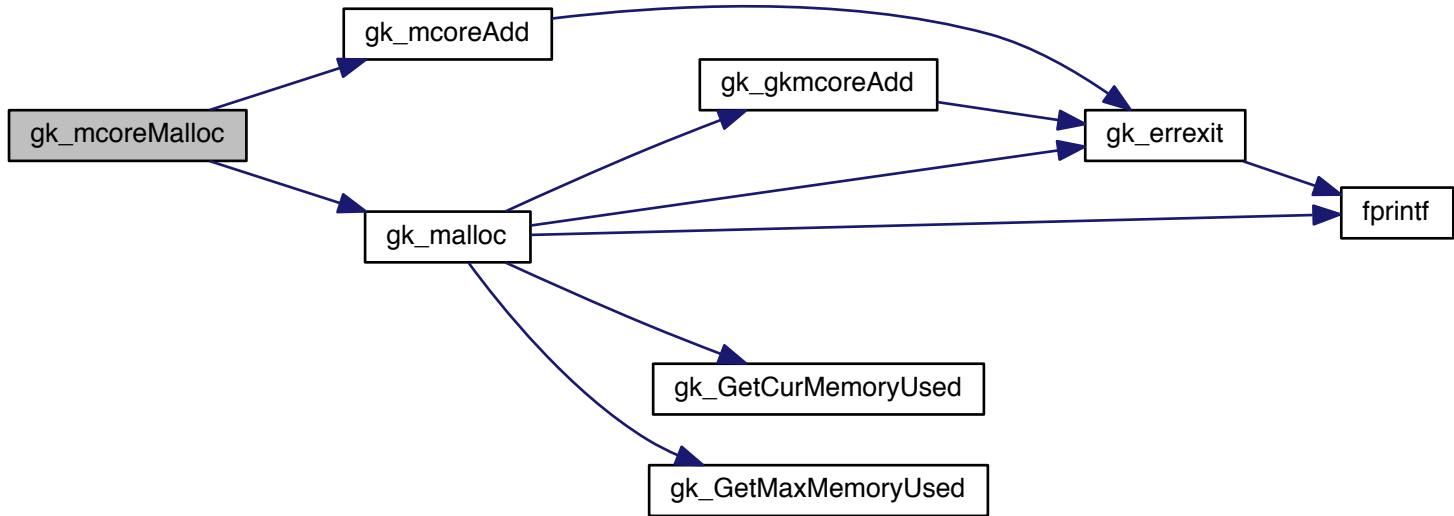 gk_mcoreAdd
gk_gkmcoreAdd
gk_mcoreMalloc
gk_errexit
fprintf
gk_malloc
gk_GetCurMemoryUsed
gk_GetMaxMemoryUsed